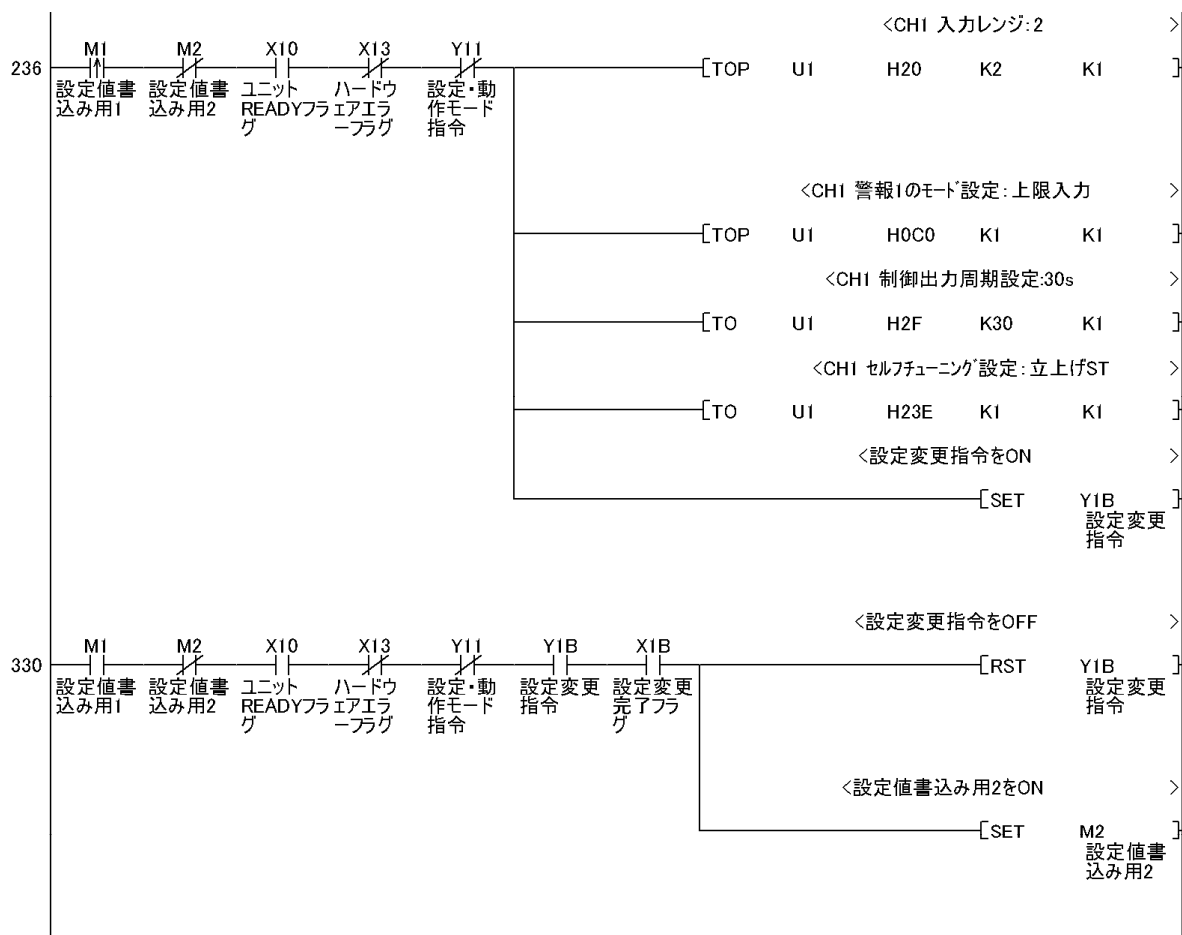 <CH1 入力レンジ:2 >
236 M1 M2 X10 X13 Y11 [TOP U1 H20 K2 K1 ]
設定値書 設定値書 ユニット ハードウ 設定・動
込み用1 込み用2 READYフラ ェアエラ 作モード
グ ーフラグ 指令
<CH1 警報1のﾓｰﾄﾞ設定:上限入力 >
[TOP U1 H0C0 K1 K1 ]
<CH1 制御出力周期設定:30s >
[TO U1 H2F K30 K1 ]
<CH1 ｾﾙﾌﾁｭｰﾆﾝｸﾞ設定:立上げST >
[TO U1 H23E K1 K1 ]
<設定変更指令をON >
[SET Y1B ]
設定変更
指令
<設定変更指令をOFF >
330 M1 M2 X10 X13 Y11 Y1B X1B [RST Y1B ]
設定値書 設定値書 ユニット ハードウ 設定・動 設定変更 設定変更 設定変更
込み用1 込み用2 READYフラ ェアエラ 作モード 指令 完了フラ 指令
グ ーフラグ 指令 グ
<設定値書込み用2をON >
[SET M2 ]
設定値書
込み用2